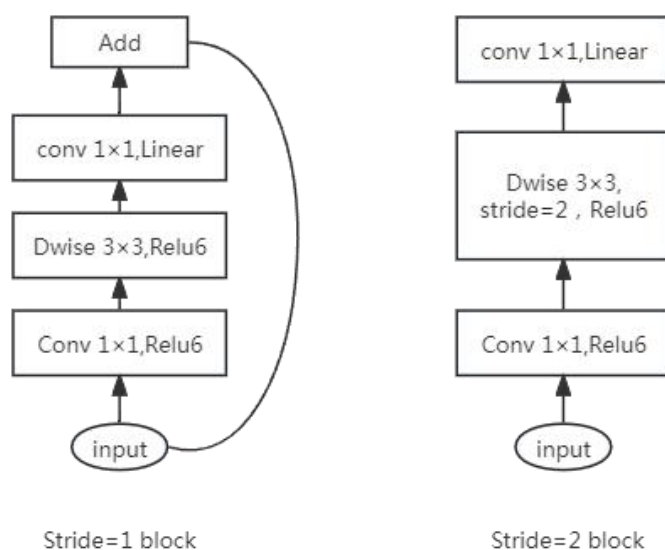 Add
conv 1×1,Linear
Dwise 3×3,Relu6
Conv 1×1,Relu6
input
Stride=1 block
conv 1×1,Linear
Dwise 3×3,
stride=2 , Relu6
Conv 1×1,Relu6
input
Stride=2 block